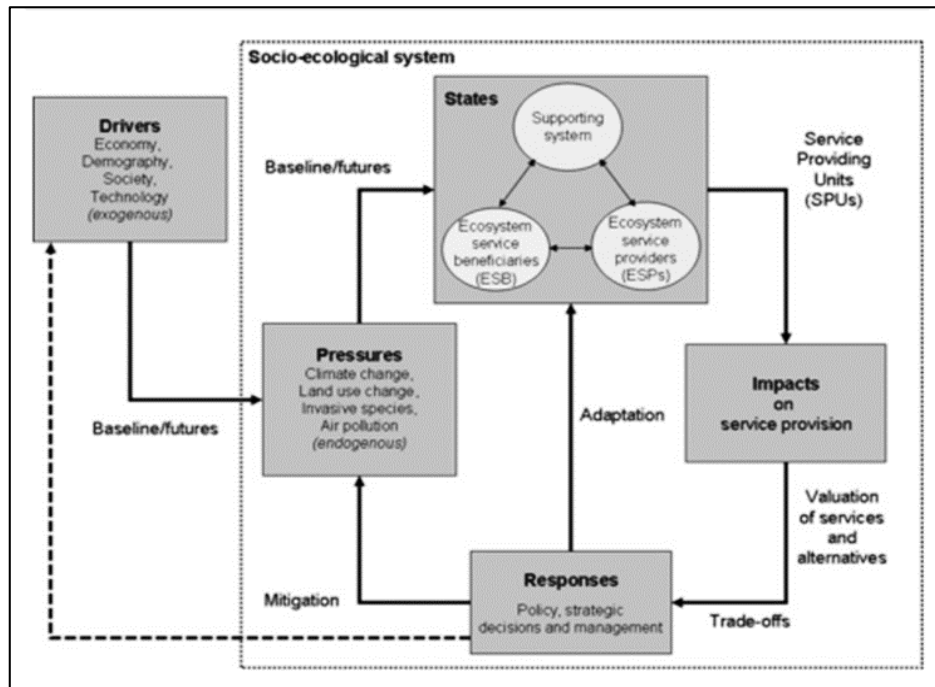 Socio-ecological system
Drivers
Economy,
Demography,
Society,
Technology
(exogenous)
States
Supporting
system
Ecosystem
service
beneficiaries
(ESB)
Ecosystem
service
providers
(ESPs)
Baseline/futures
Service
Providing
Units
(SPUs)
Pressures
Climate change,
Land use change,
Invasive species,
Air pollution
(endogenous)
Baseline/futures
Adaptation
Impacts
on
service provision
Valuation
of services
and
alternatives
Mitigation
Responses
Policy, strategic
decisions and management
Trade-offs